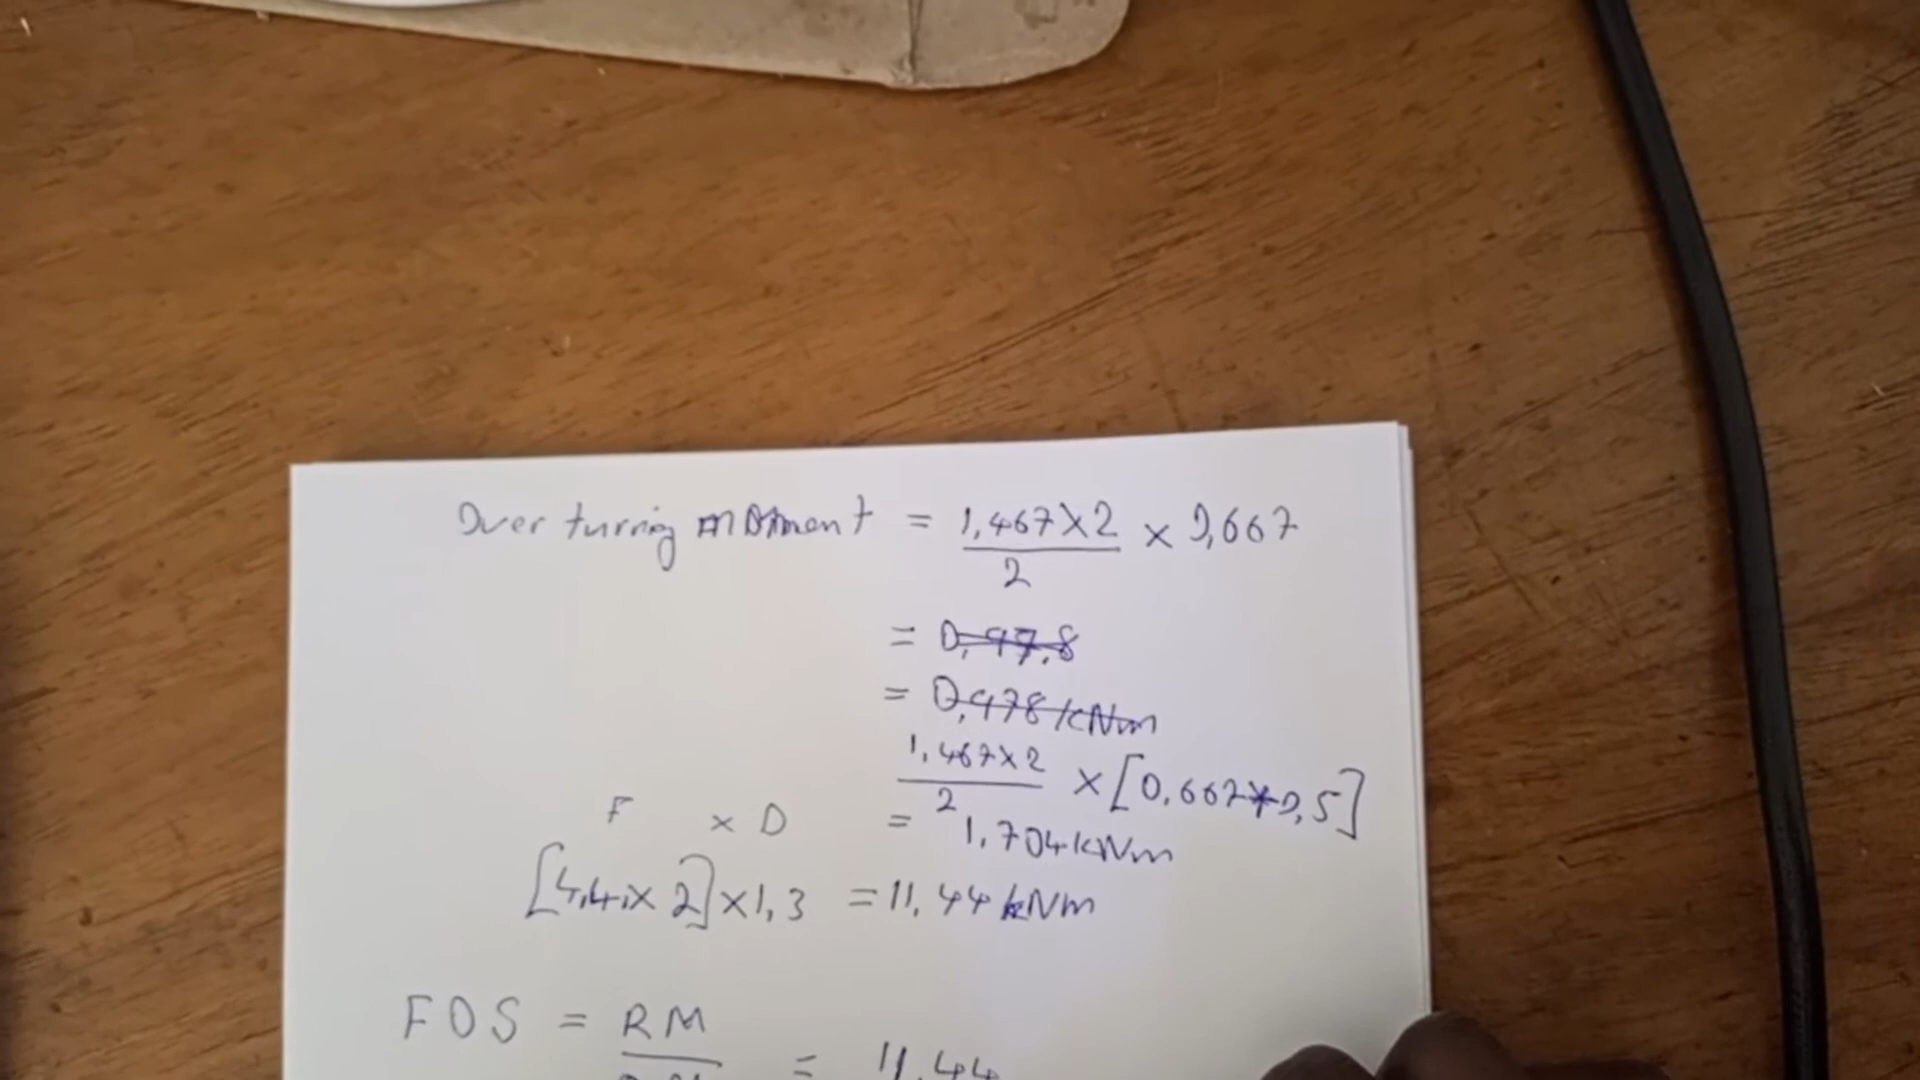 Over turning moment = 1,467 X 2 / 2 × 0,667
= 0,97,8
= 0,978 kNm
1,467 X 2 / 2 × [0,667 + 0,5]
F × D
= 1,704 kNm
[4,4 × 2] × 1,3 = 11,44 kNm
FOS = RM
= 11,44